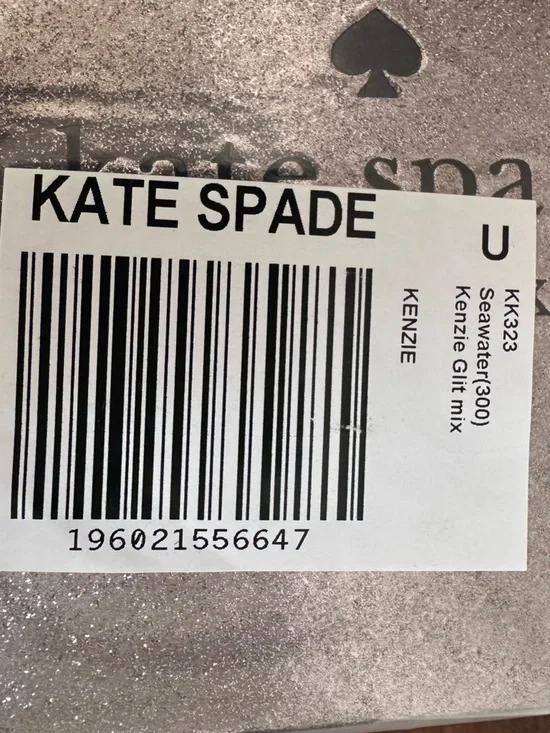 kate spa
KATE SPADE
U
KK323
Seawater(300)
Kenzie Glit mix
KENZIE
196021556647